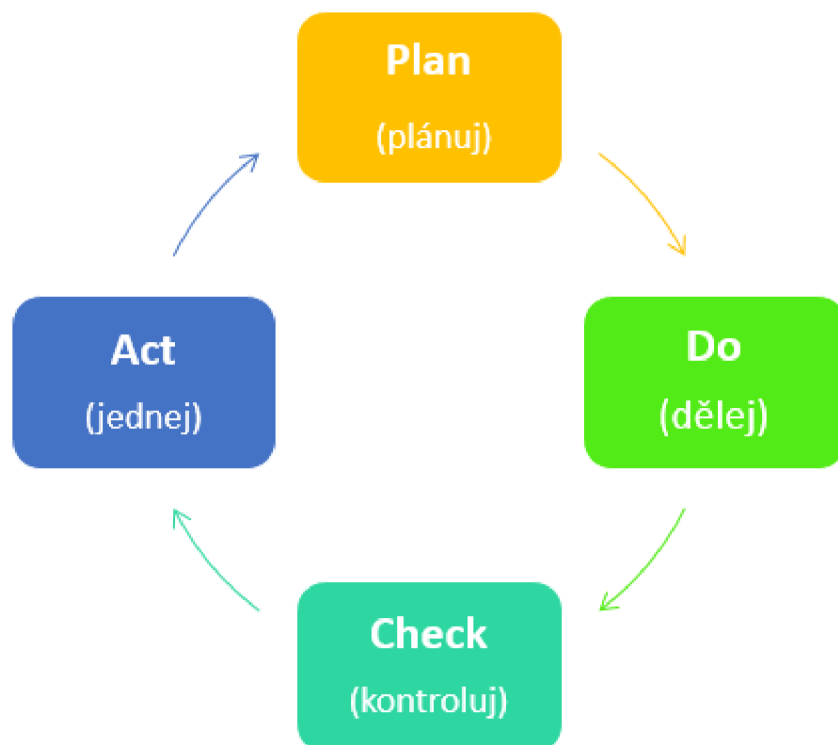 Plan
(plánuj)
Do
(dělej)
Check
(kontroluj)
Act
(jednej)